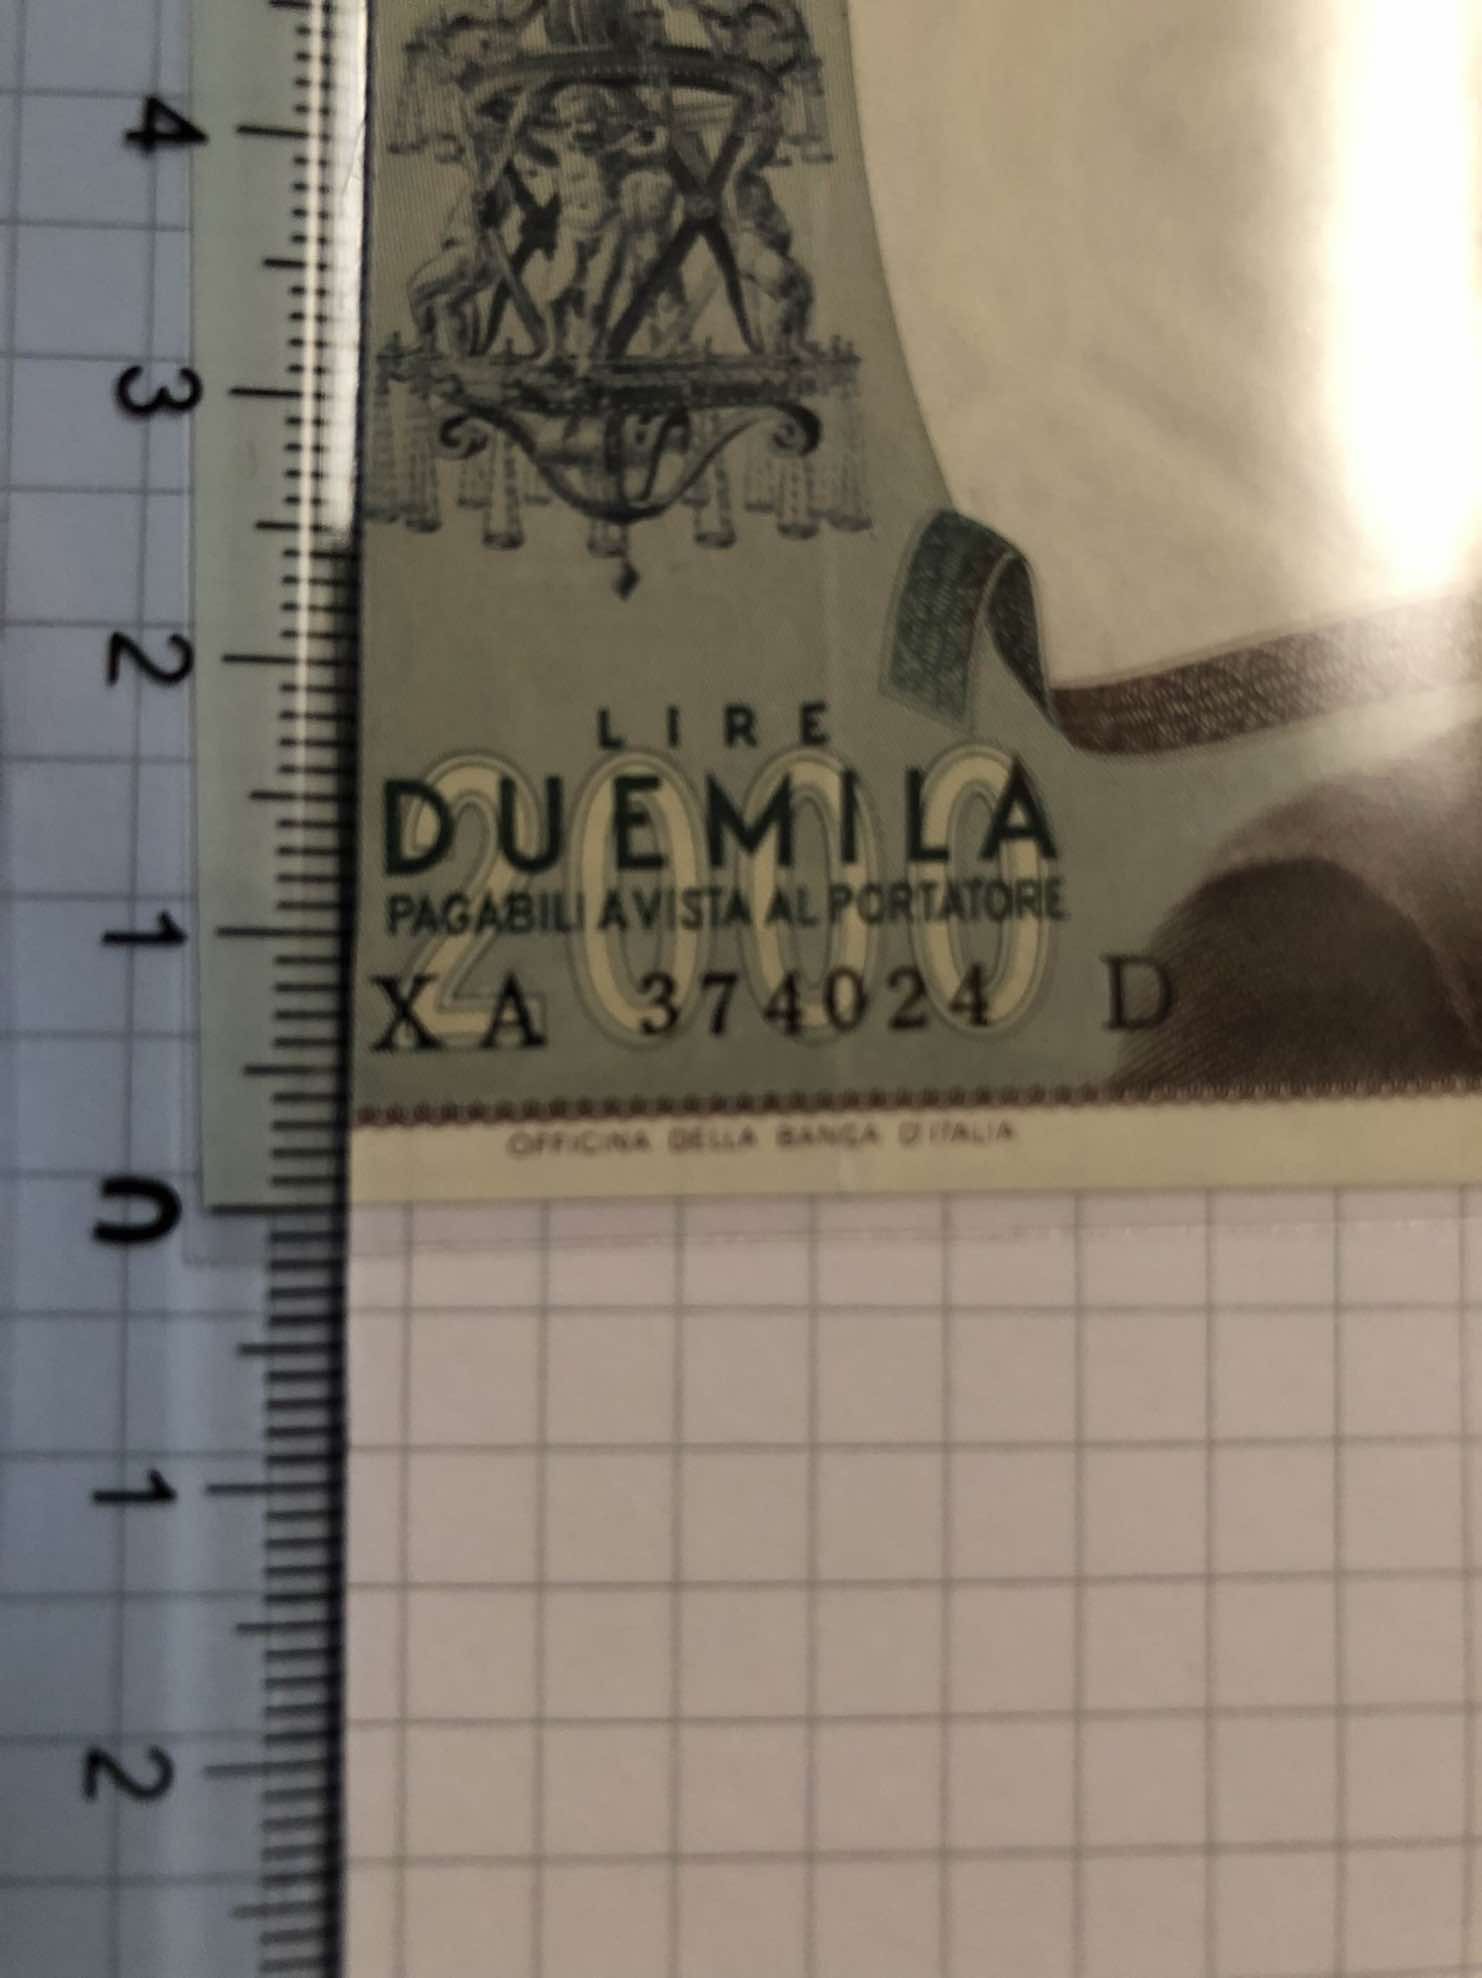 4
3
2
LIRE
2000
DUEMILA
PAGABILI A VISTA AL PORTATORE
1
XA 374024 D
OFFICINA DELLA BANCA D'ITALIA
0
1
2